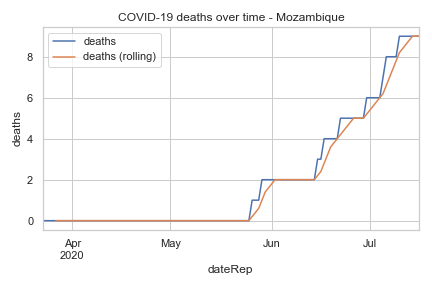 COVID-19 deaths over time - Mozambique
deaths
deaths (rolling)
deaths
8
6
4
2
0
Apr
2020
May
Jun
Jul
dateRep